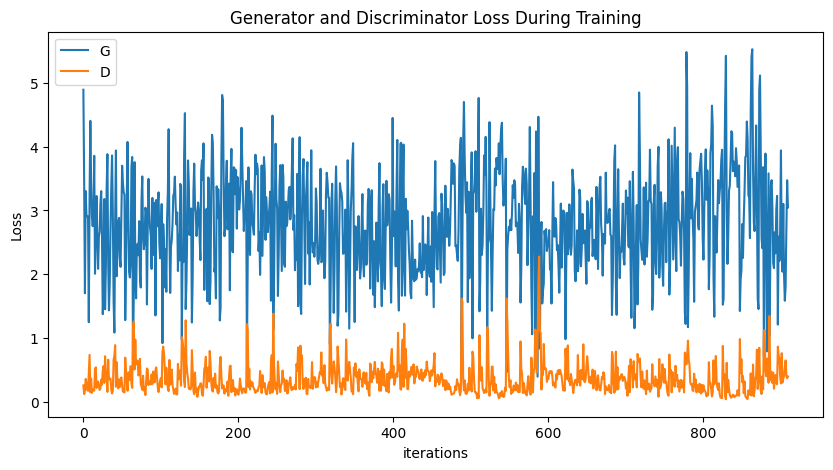 Generator and Discriminator Loss During Training
G
D
5
4
3
2
1
0
Loss
0 200 400 600 800
iterations